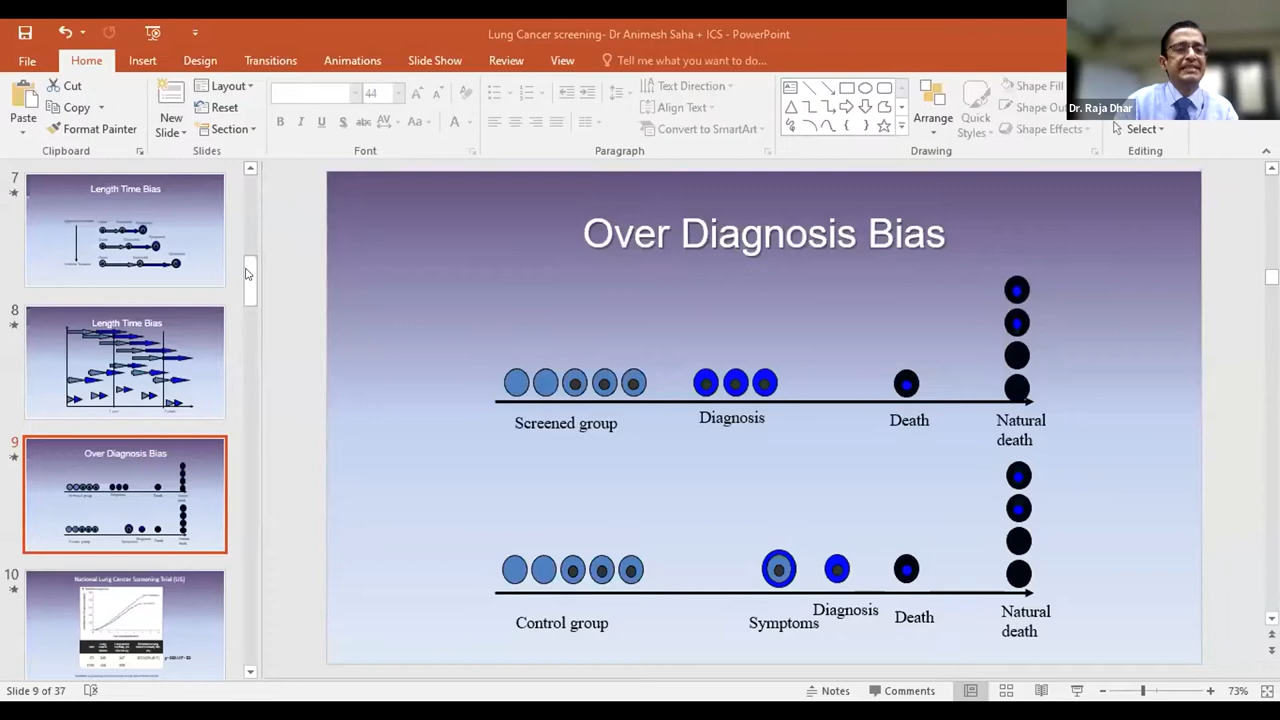 Lung Cancer screening- Dr Animesh Saha + ICS - PowerPoint
File Home Insert Design Transitions Animations Slide Show Review View Tell me what you want to do...
Paste
Cut
Copy
Format Painter
Clipboard
New
Slide
Layout
Reset
Section
Slides
44
B I U S abc AV Aa A
Font
Text Direction
Align Text
Convert to SmartArt
Paragraph
Arrange
Quick
Styles
Shape Fill
Shape Ou
Shape Effects
Drawing
Select
Editing
Dr. Raja Dhar
7
Length Time Bias
8
Length Time Bias
9
Over Diagnosis Bias
10
National Lung Cancer Screening Trial (US)
Over Diagnosis Bias
Screened group
Diagnosis
Death
Natural
death
Control group
Symptoms
Diagnosis
Death
Natural
death
Slide 9 of 37
Notes
Comments
73%